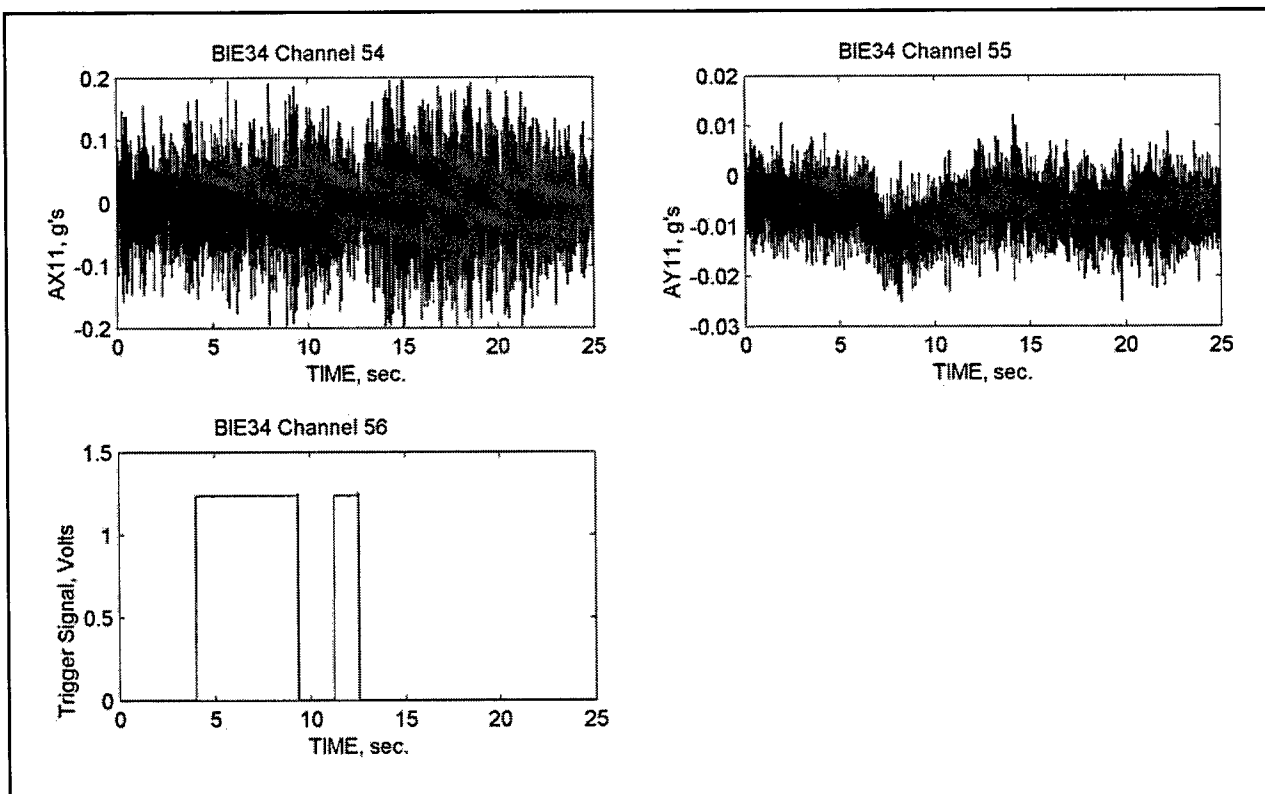 BIE34 Channel 54
0.2
0.1
0
-0.1
-0.2
AX11, g's
0 5 10 15 20 25
TIME, sec.
BIE34 Channel 55
0.02
0.01
0
-0.01
-0.02
-0.03
AY11, g's
0 5 10 15 20 25
TIME, sec.
BIE34 Channel 56
1.5
1
0.5
0
Trigger Signal, Volts
0 5 10 15 20 25
TIME, sec.